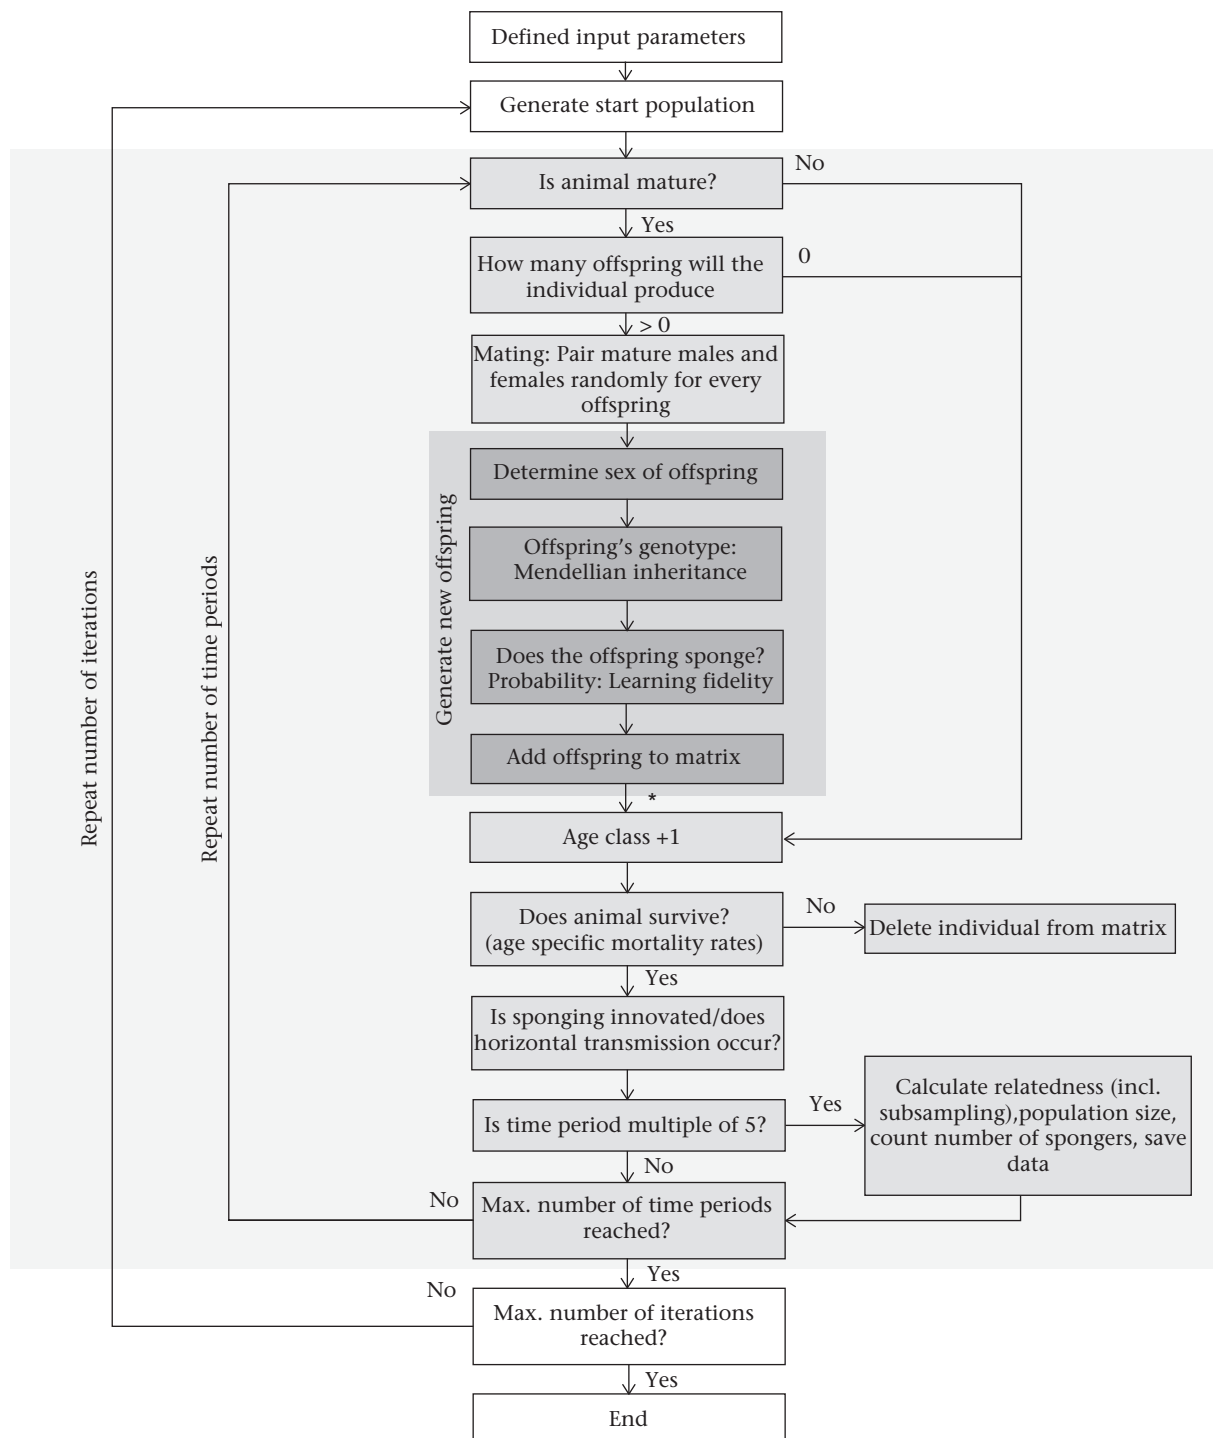 Defined input parameters
Generate start population
Is animal mature?
No
Yes
How many offspring will the
individual produce
0
> 0
Mating: Pair mature males and
females randomly for every
offspring
Generate new offspring
Determine sex of offspring
Offspring's genotype:
Mendellian inheritance
Does the offspring sponge?
Probability: Learning fidelity
Add offspring to matrix
*
Repeat number of iterations
Repeat number of time periods
Age class +1
Does animal survive?
(age specific mortality rates)
No
Delete individual from matrix
Yes
Is sponging innovated/does
horizontal transmission occur?
Is time period multiple of 5?
Yes
Calculate relatedness (incl.
subsampling),population size,
count number of spongers, save
data
No
Max. number of time periods
reached?
No
Yes
Max. number of iterations
reached?
No
Yes
End